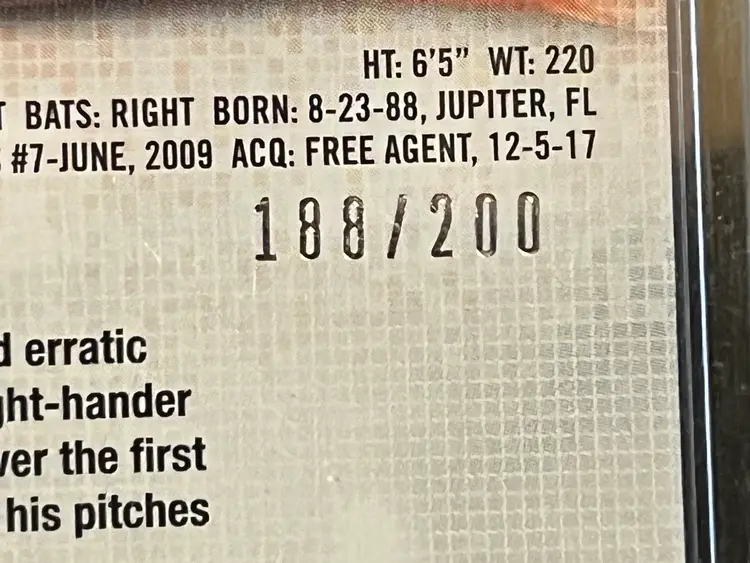 HT: 6'5" WT: 220
T BATS: RIGHT BORN: 8-23-88, JUPITER, FL
#7-JUNE, 2009 ACQ: FREE AGENT, 12-5-17
188/200
d erratic
ght-hander
ver the first
his pitches